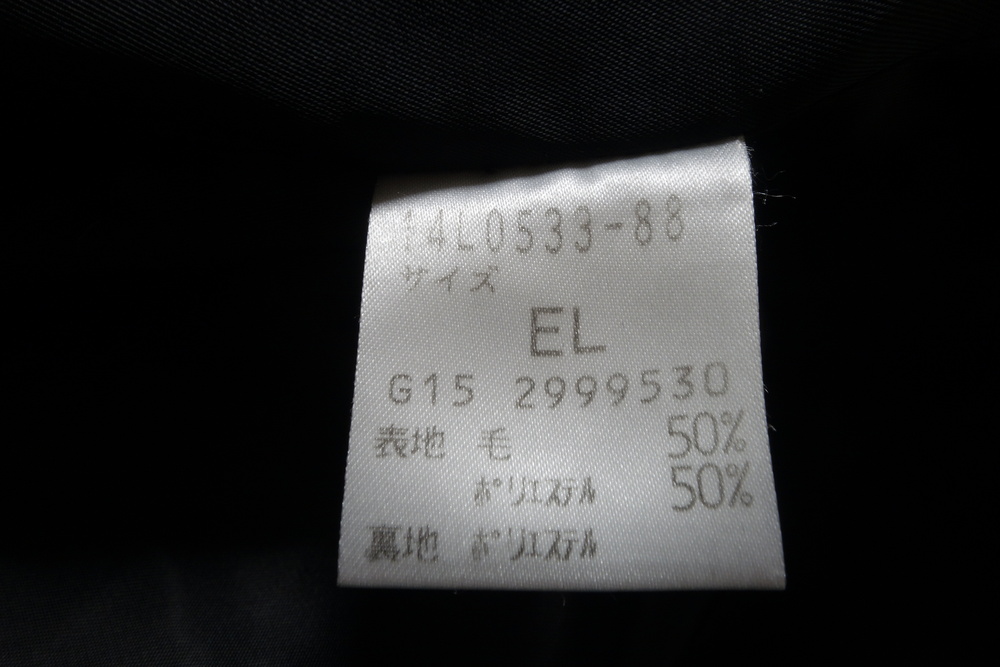 14L0533-88
サイズ
EL
G15 2999530
表地 毛 50%
ポリエステル 50%
裏地 ポリエステル